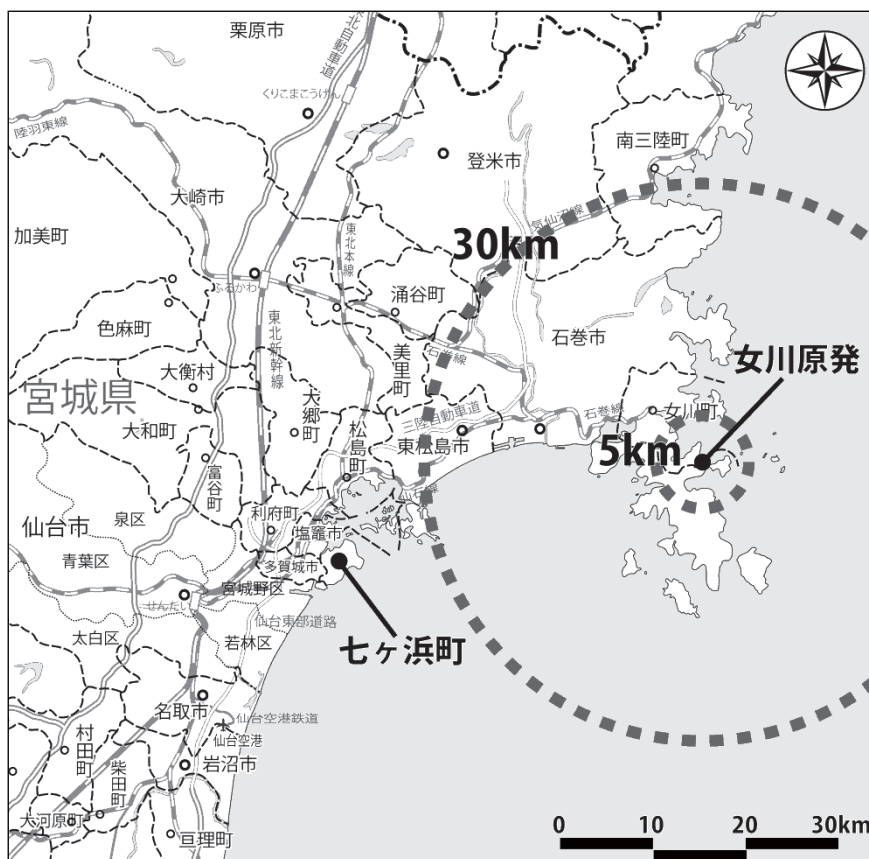 栗原市
東北自動車道
くりこまこうげん
陸羽東線
南三陸町
登米市
大崎市
気仙沼線
30km
加美町
東北本線
ふるかわ
涌谷町
色麻町
東北新幹線
石巻市
美里町
石巻線
女川原発
大衡村
宮城県
大郷町
三陸自動車道
石巻線
女川町
大和町
松島町
東松島市
5km
富谷町
仙石線
利府町
仙台市
泉区
塩竈市
青葉区
多賀城市
宮城野区
せんだい
仙台東部道路
太白区
若林区
七ヶ浜町
名取市
仙台空港鉄道
村田町
仙台空港
岩沼市
柴田町
大河原町
亘理町
0 10 20 30km